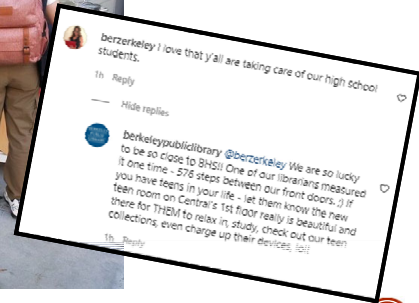 berzerkeley I love that y'all are taking care of our high school
students.
1h Reply
Hide replies
berkeleypubliclibrary @berzerkeley We are so lucky
to be so close to BHS!! One of our librarians measured
it one time - 576 steps between our front doors. ;) If
you have teens in your life - let them know the new
teen room on Central's 1st floor really is beautiful and
there for THEM to relax in, study, check out our teen
collections, even charge up their devices, lol!
1h Reply